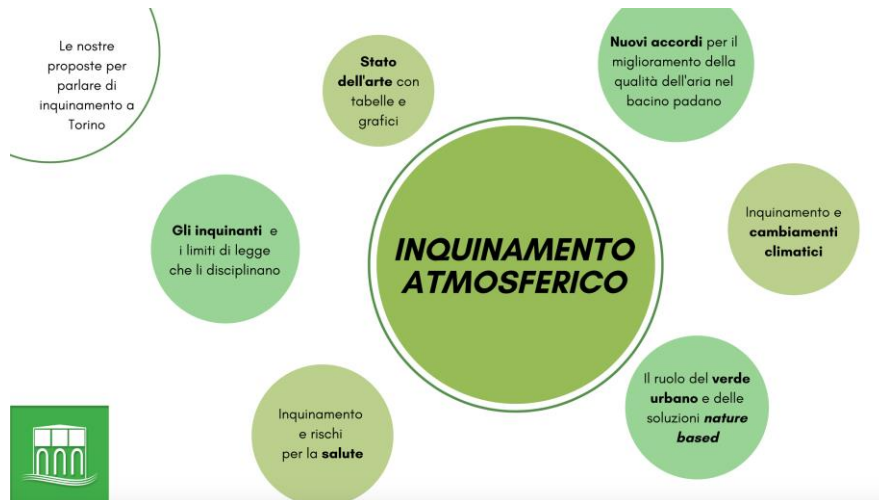 Le nostre
proposte per
parlare di
inquinamento a
Torino
Stato
dell'arte con
tabelle e
grafici
Nuovi accordi per il
miglioramento della
qualità dell'aria nel
bacino padano
Gli inquinanti e
i limiti di legge
che li disciplinano
INQUINAMENTO
ATMOSFERICO
Inquinamento e
cambiamenti
climatici
Inquinamento
e rischi
per la salute
Il ruolo del verde
urbano e delle
soluzioni nature
based